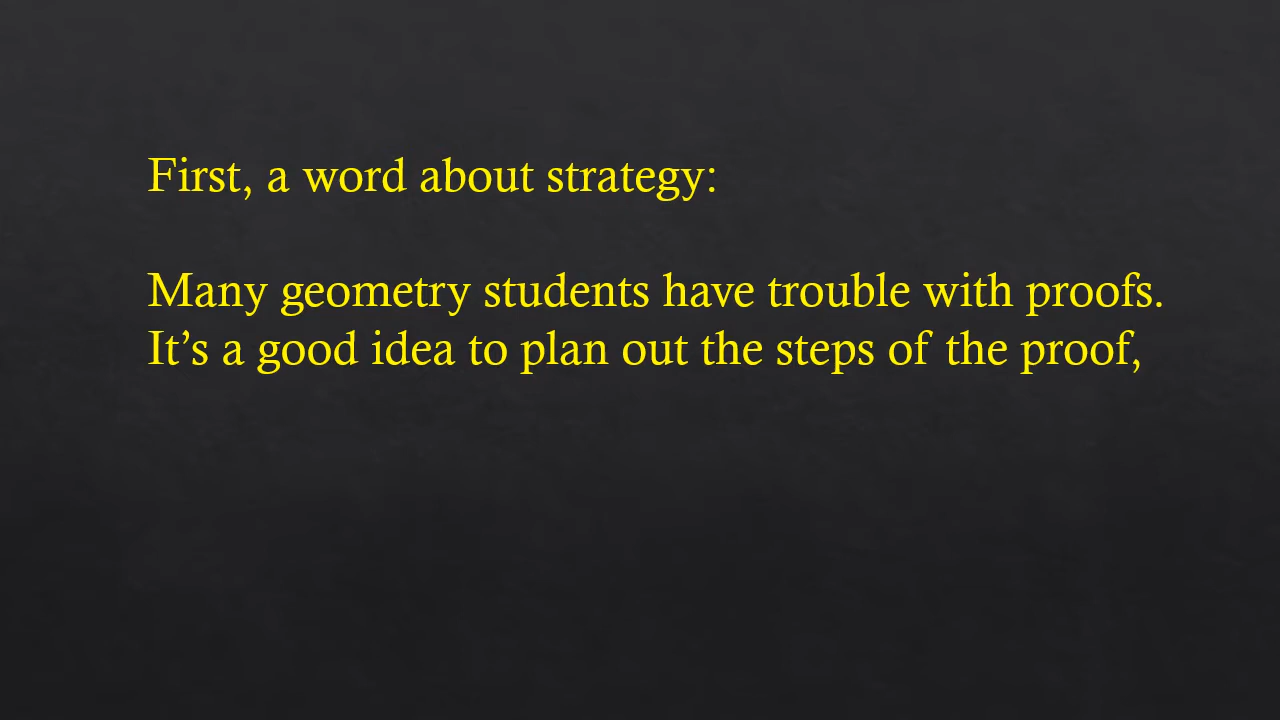 First, a word about strategy:
Many geometry students have trouble with proofs.
It’s a good idea to plan out the steps of the proof,